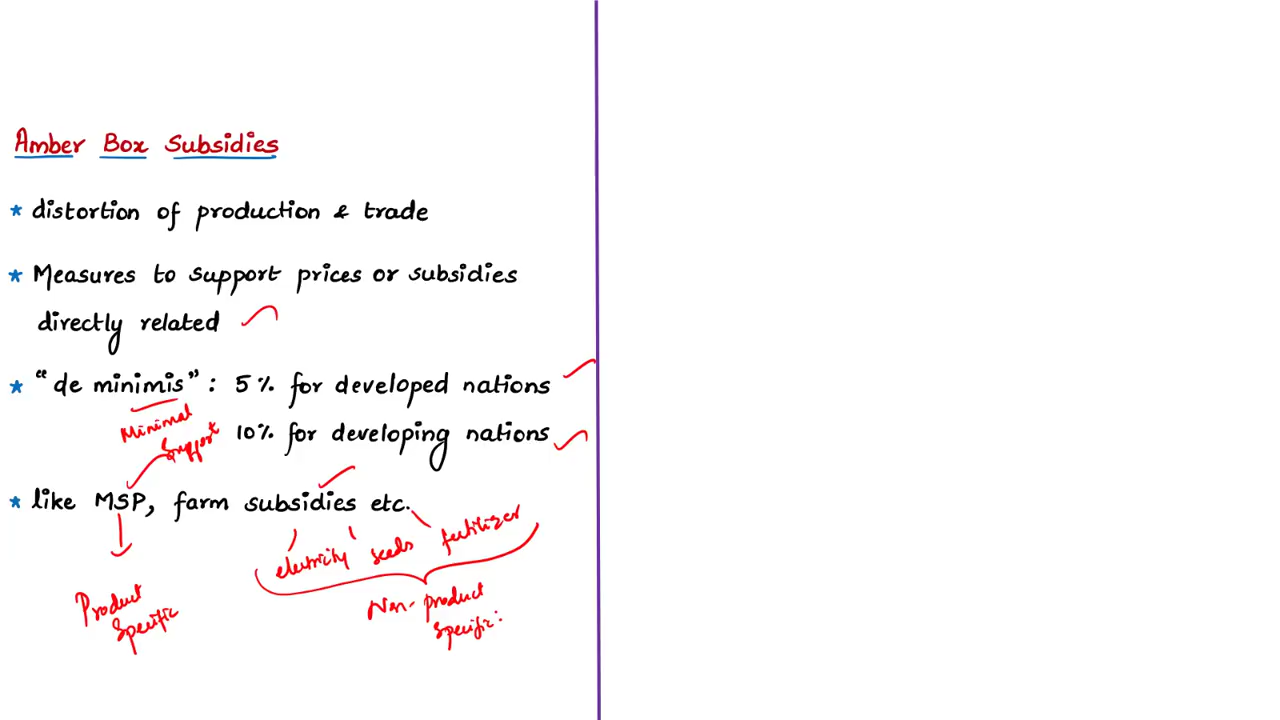 Amber Box Subsidies
* distortion of production & trade
* Measures to support prices or subsidies
directly related
* "de minimis" : 5% for developed nations
Minimal
Support
10% for developing nations
* like MSP, farm subsidies etc.
electricity seeds fertilizer
Product
Specific
Non-product
Specific: